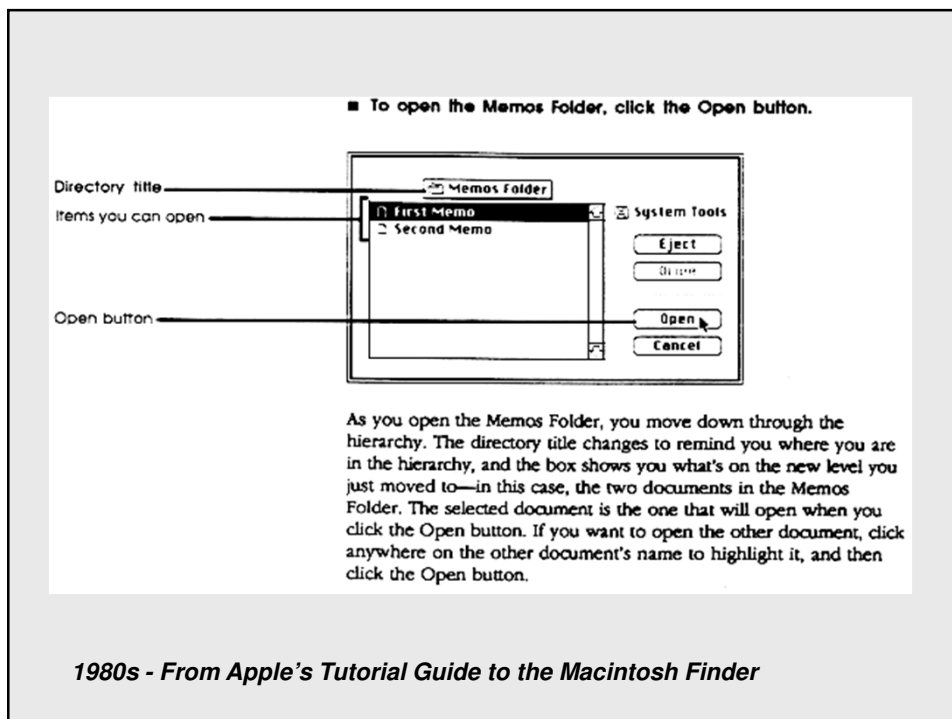 ■ To open the Memos Folder, click the Open button.
Directory title
Memos Folder
Items you can open
First Memo
System Tools
Second Memo
Eject
Open button
Open
Cancel
As you open the Memos Folder, you move down through the
hierarchy. The directory title changes to remind you where you are
in the hierarchy, and the box shows you what's on the new level you
just moved to—in this case, the two documents in the Memos
Folder. The selected document is the one that will open when you
click the Open button. If you want to open the other document, click
anywhere on the other document's name to highlight it, and then
click the Open button.
1980s - From Apple’s Tutorial Guide to the Macintosh Finder